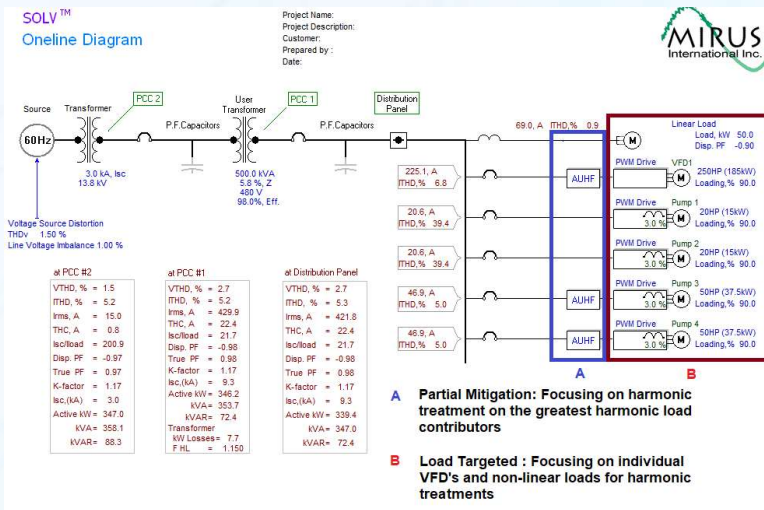 SOLV™
Oneline Diagram
Project Name:
Project Description:
Customer:
Prepared by :
Date:
MIRUS
International Inc.
Source
Transformer
PCC 2
User
Transformer
PCC 1
Distribution
Panel
P.F.Capacitors
P.F.Capacitors
60Hz
3.0 kA, Isc
13.8 kV
500.0 kVA
5.8 %, Z
480 V
98.0%, Eff.
Voltage Source Distortion
THDv 1.50 %
Line Voltage Imbalance 1.00 %
69.0, A ITHD,% 0.9
M
Linear Load
Load, kW 50.0
Disp. PF -0.90
225.1, A
ITHD,% 6.8
AUHF
PWM Drive
M
VFD1
250HP (185kW)
Loading,% 90.0
20.6, A
ITHD,% 39.4
PWM Drive
3.0 %
M
Pump 1
20HP (15kW)
Loading,% 90.0
20.6, A
ITHD,% 39.4
PWM Drive
3.0 %
M
Pump 2
20HP (15kW)
Loading,% 90.0
46.9, A
ITHD,% 5.0
AUHF
PWM Drive
3.0 %
M
Pump 3
50HP (37.5kW)
Loading,% 90.0
46.9, A
ITHD,% 5.0
AUHF
PWM Drive
3.0 %
M
Pump 4
50HP (37.5kW)
Loading,% 90.0
at PCC #2
VTHD, % = 1.5
ITHD, % = 5.2
Irms, A = 15.0
THC, A = 0.8
Isc/Iload = 200.9
Disp. PF = -0.97
True PF = 0.97
K-factor = 1.17
Isc,(kA) = 3.0
Active kW= 347.0
kVA= 358.1
kVAR= 88.3
at PCC #1
VTHD, % = 2.7
ITHD, % = 5.2
Irms, A = 429.9
THC, A = 22.4
Isc/Iload = 21.7
Disp. PF = -0.98
True PF = 0.98
K-factor = 1.17
Isc,(kA) = 9.3
Active kW= 346.2
kVA= 353.7
kVAR= 72.4
Transformer
kW Losses= 7.7
F HL = 1.150
at Distribution Panel
VTHD, % = 2.7
ITHD, % = 5.3
Irms, A = 421.8
THC, A = 22.4
Isc/Iload = 21.7
Disp. PF = -0.98
True PF = 0.98
K-factor = 1.17
Isc,(kA) = 9.3
Active kW= 339.4
kVA= 347.0
kVAR= 72.4
A
B
A Partial Mitigation: Focusing on harmonic
treatment on the greatest harmonic load
contributors
B Load Targeted : Focusing on individual
VFD's and non-linear loads for harmonic
treatments